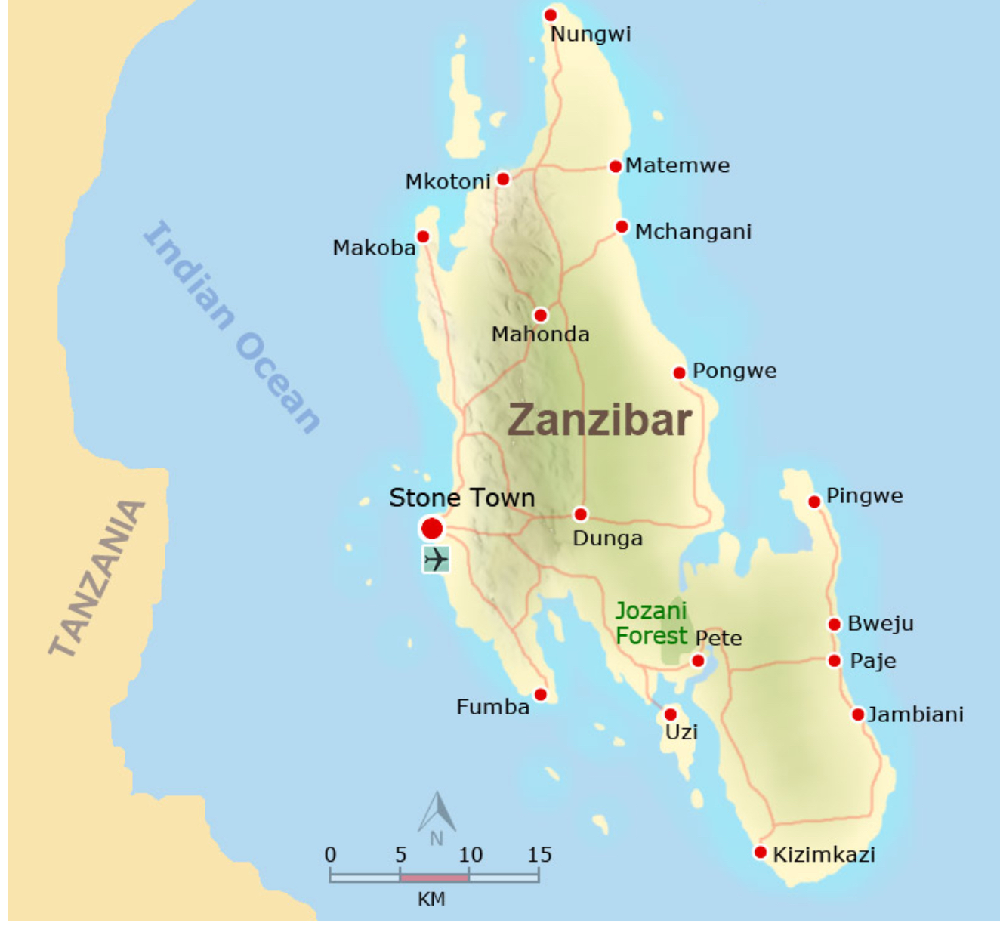 Nungwi
Matemwe
Mkotoni
Mchangani
Makoba
Indian Ocean
Mahonda
Pongwe
Zanzibar
Stone Town
Pingwe
TANZANIA
Dunga
Jozani
Forest
Pete
Bweju
Paje
Fumba
Jambiani
Uzi
N
0 5 10 15
KM
Kizimkazi